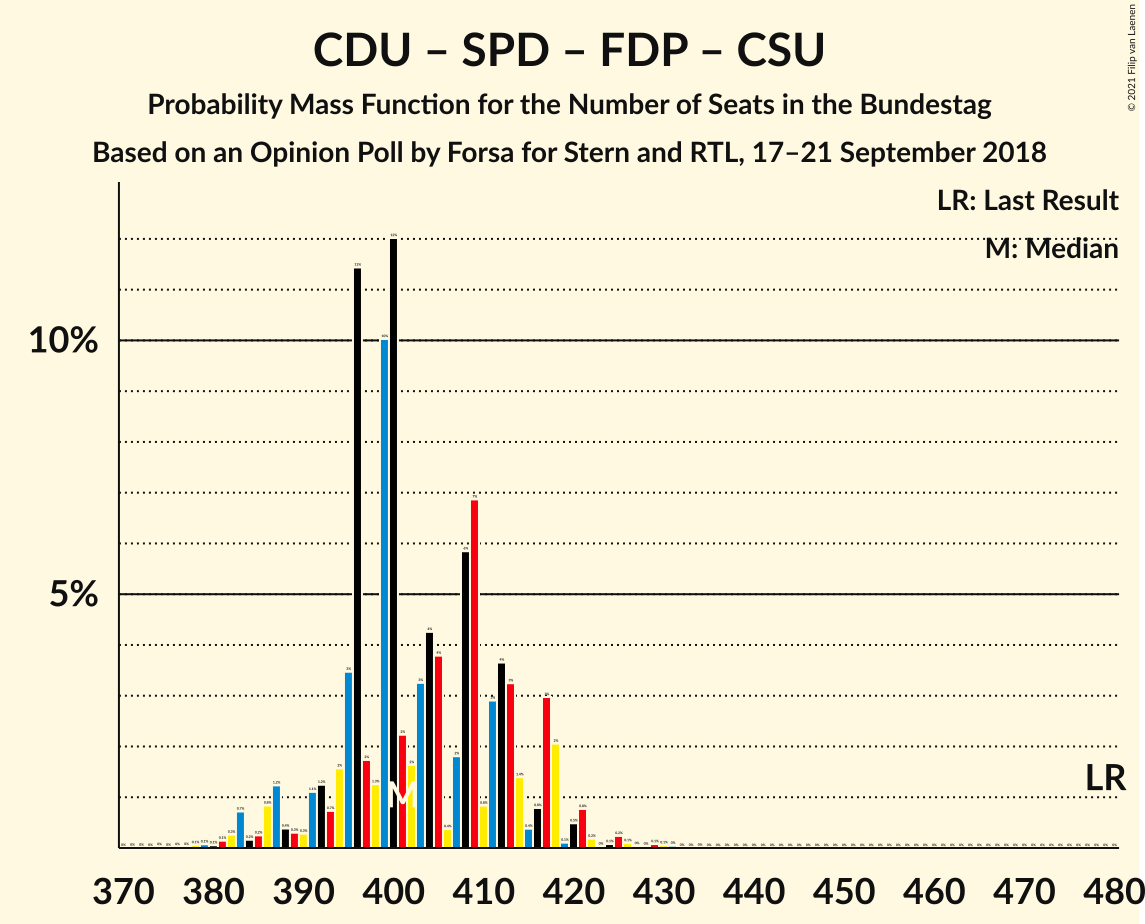 CDU – SPD – FDP – CSU
Probability Mass Function for the Number of Seats in the Bundestag
Based on an Opinion Poll by Forsa for Stern and RTL, 17–21 September 2018
© 2021 Filip van Laenen
LR: Last Result
M: Median
10%
5%
M
LR
370 380 390 400 410 420 430 440 450 460 470 480